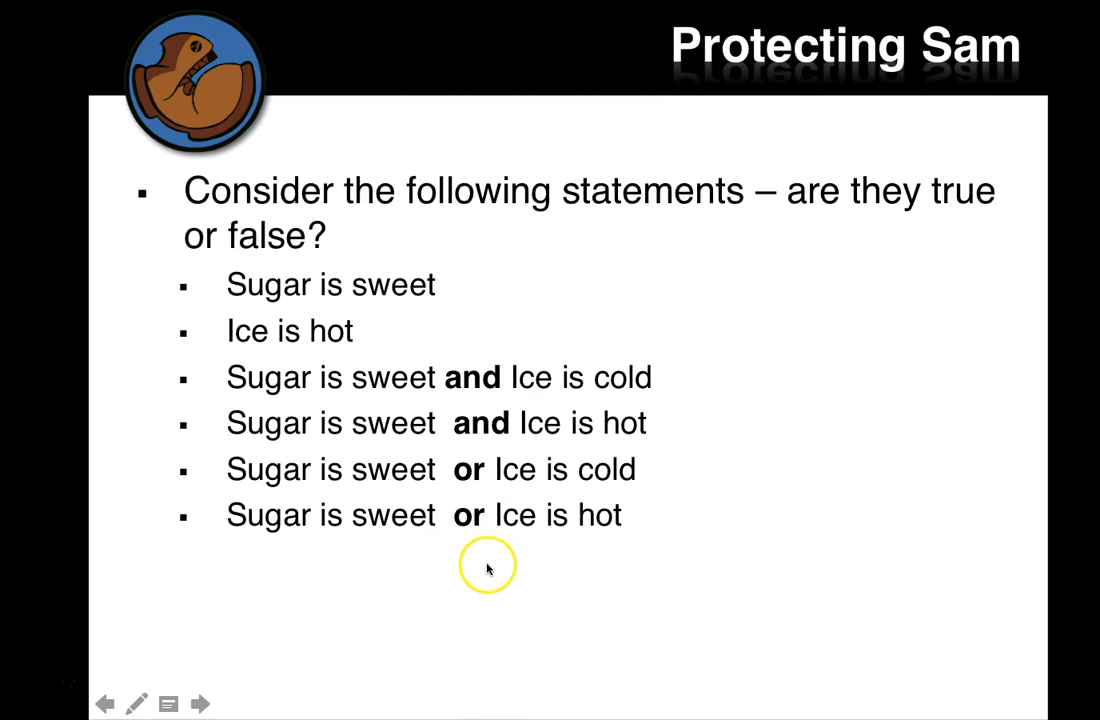 Protecting Sam
▪ Consider the following statements – are they true
or false?
▪ Sugar is sweet
▪ Ice is hot
▪ Sugar is sweet and Ice is cold
▪ Sugar is sweet and Ice is hot
▪ Sugar is sweet or Ice is cold
▪ Sugar is sweet or Ice is hot